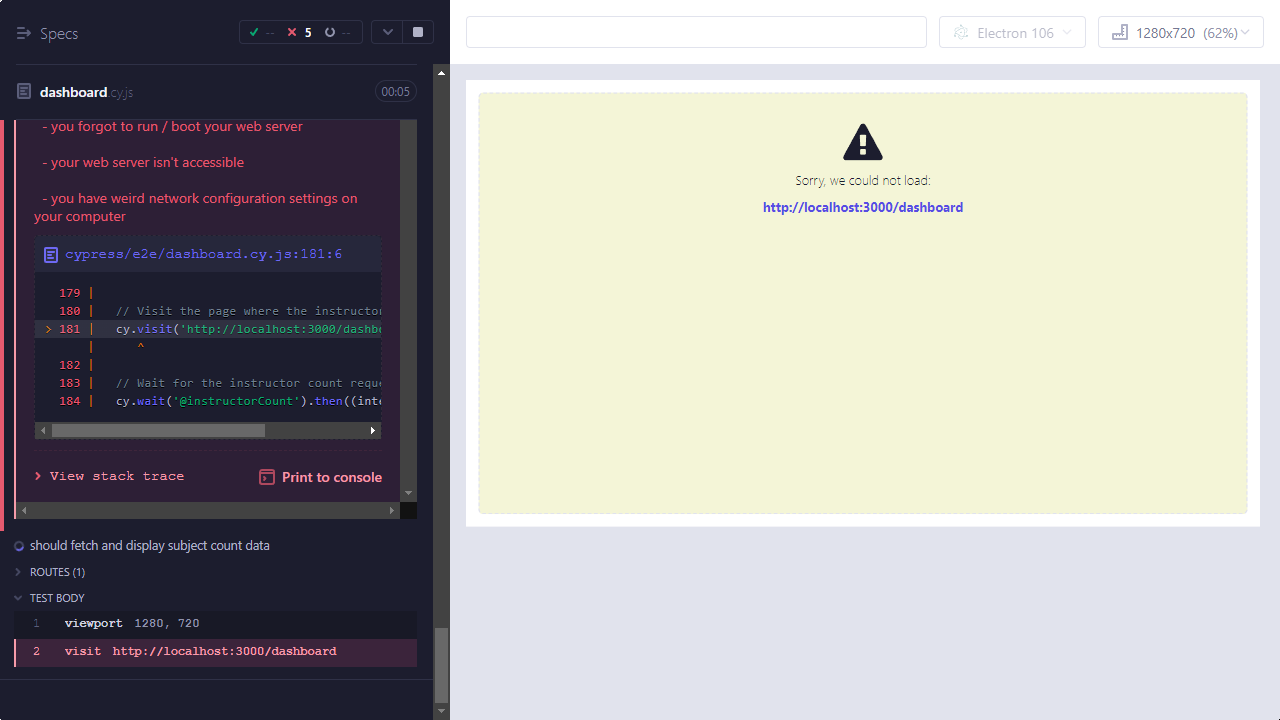 Specs
-- 5 --
Electron 106
1280x720 (62%)
dashboard.cy.js
00:05
- you forgot to run / boot your web server
- your web server isn't accessible
- you have weird network configuration settings on
your computer
cypress/e2e/dashboard.cy.js:181:6
179 |
180 | // Visit the page where the instructor
> 181 | cy.visit('http://localhost:3000/dashbo
| ^
182 |
183 | // Wait for the instructor count reque
184 | cy.wait('@instructorCount').then((inte
View stack trace
Print to console
should fetch and display subject count data
ROUTES (1)
TEST BODY
1 viewport 1280, 720
2 visit http://localhost:3000/dashboard
Sorry, we could not load:
http://localhost:3000/dashboard